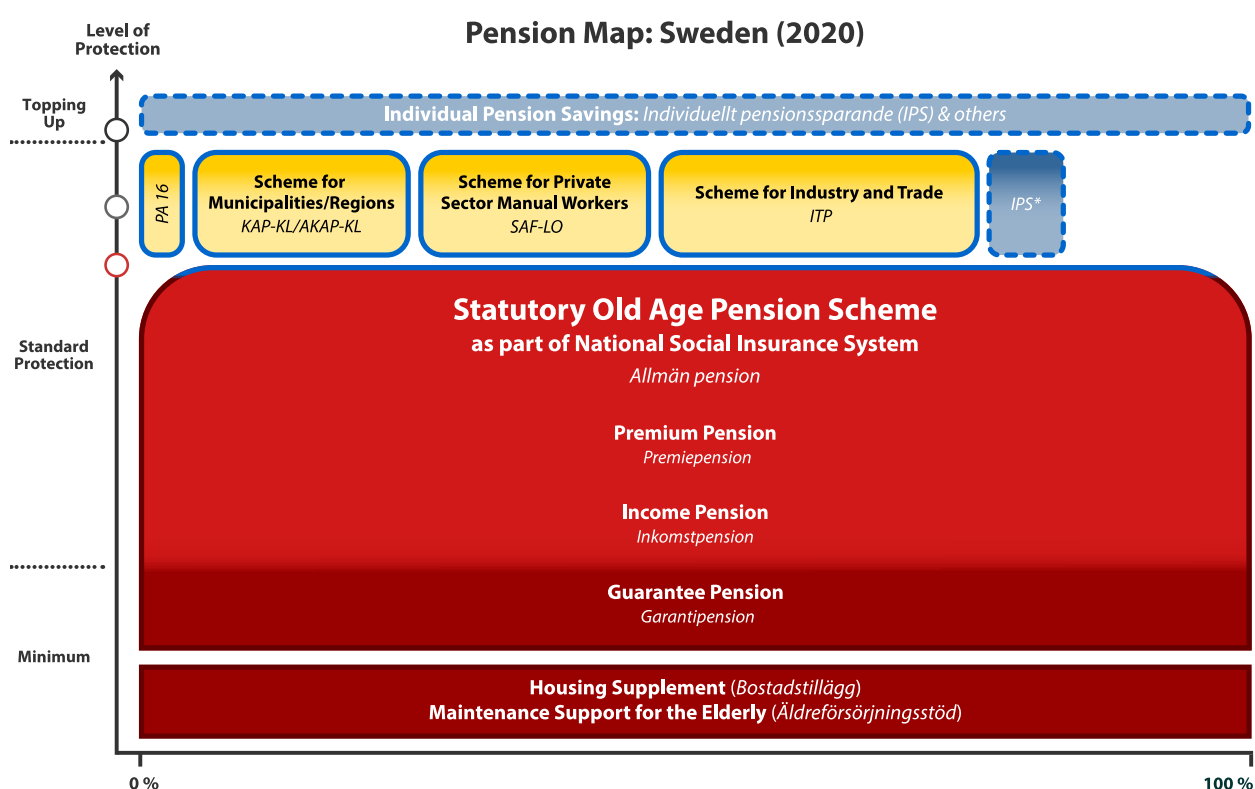 Pension Map: Sweden (2020)
Level of
Protection
Topping
Up
Individual Pension Savings: Individuellt pensionssparande (IPS) & others
PA 16
Scheme for
Municipalities/Regions
KAP-KL/AKAP-KL
Scheme for Private
Sector Manual Workers
SAF-LO
Scheme for Industry and Trade
ITP
IPS*
Standard
Protection
Statutory Old Age Pension Scheme
as part of National Social Insurance System
Allmän pension
Premium Pension
Premiepension
Income Pension
Inkomstpension
Guarantee Pension
Garantipension
Minimum
Housing Supplement (Bostadstillägg)
Maintenance Support for the Elderly (Äldreförsörjningsstöd)
0 %
100 %